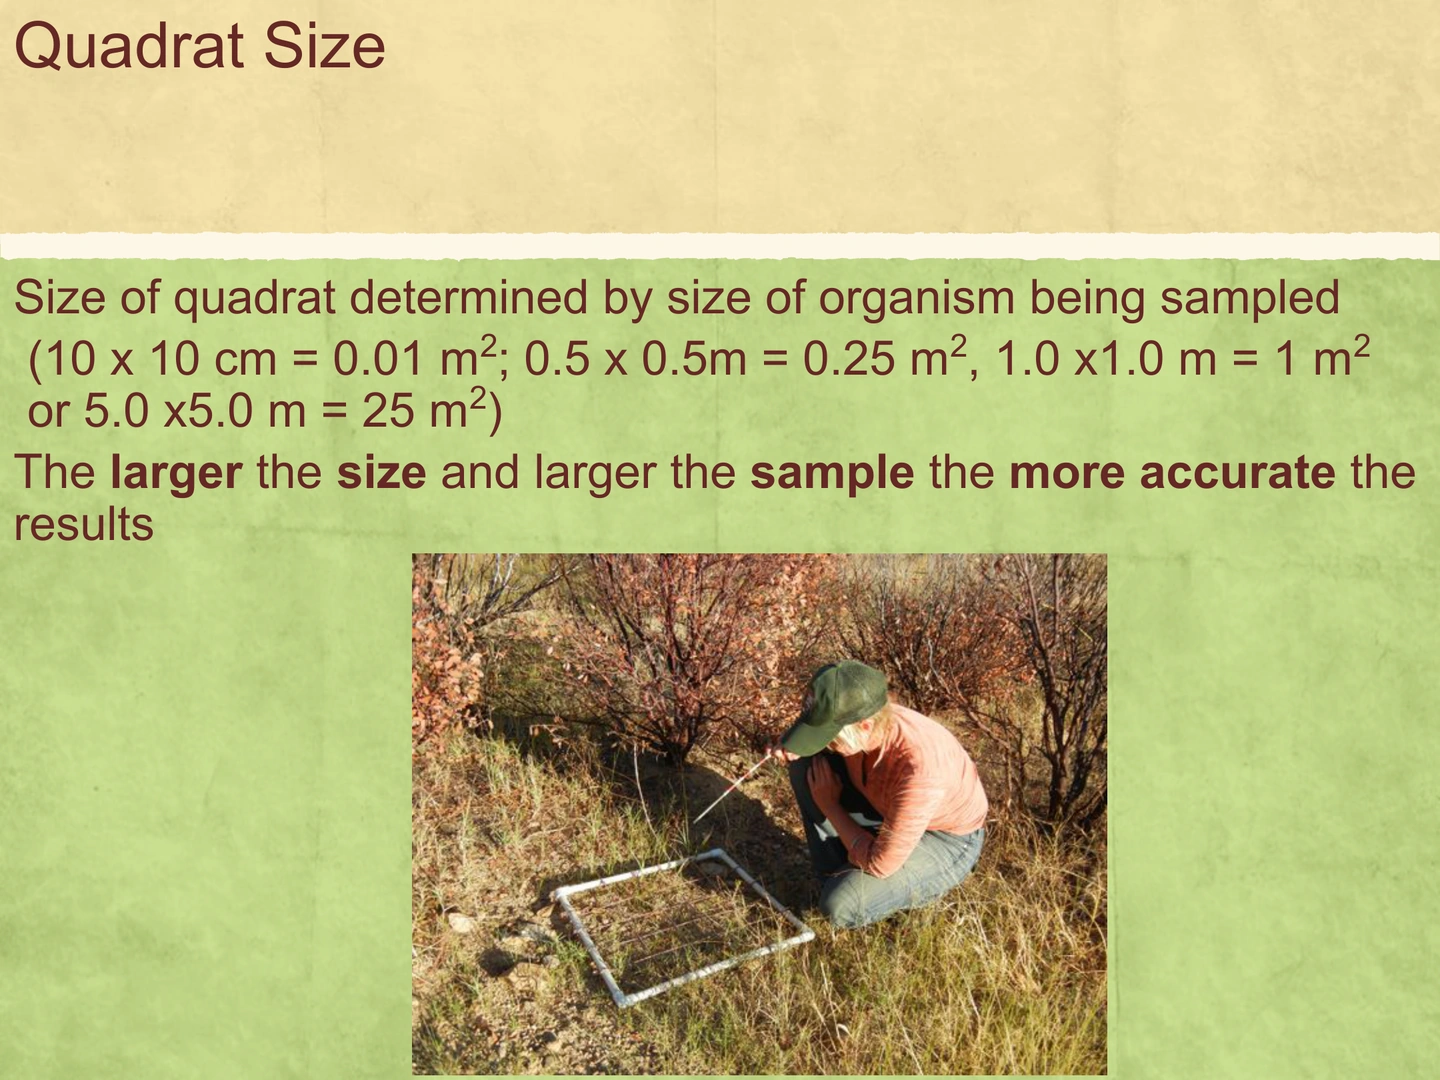 Quadrat Size
Size of quadrat determined by size of organism being sampled
(10 x 10 cm = 0.01 m²; 0.5 x 0.5m = 0.25 m², 1.0 x1.0 m = 1 m²
or 5.0 x5.0 m = 25 m²)
The larger the size and larger the sample the more accurate the
results